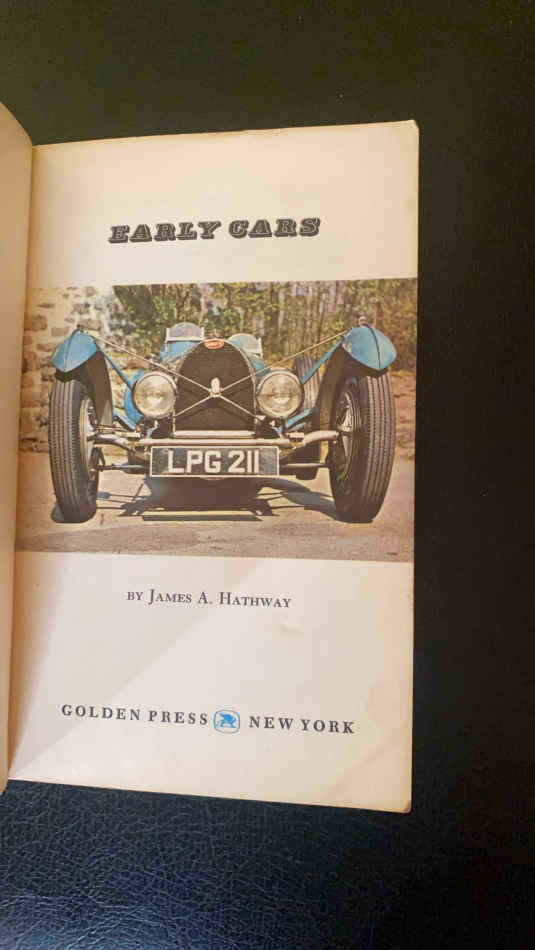 EARLY CARS
LPG 211
BY JAMES A. HATHWAY
GOLDEN PRESS NEW YORK